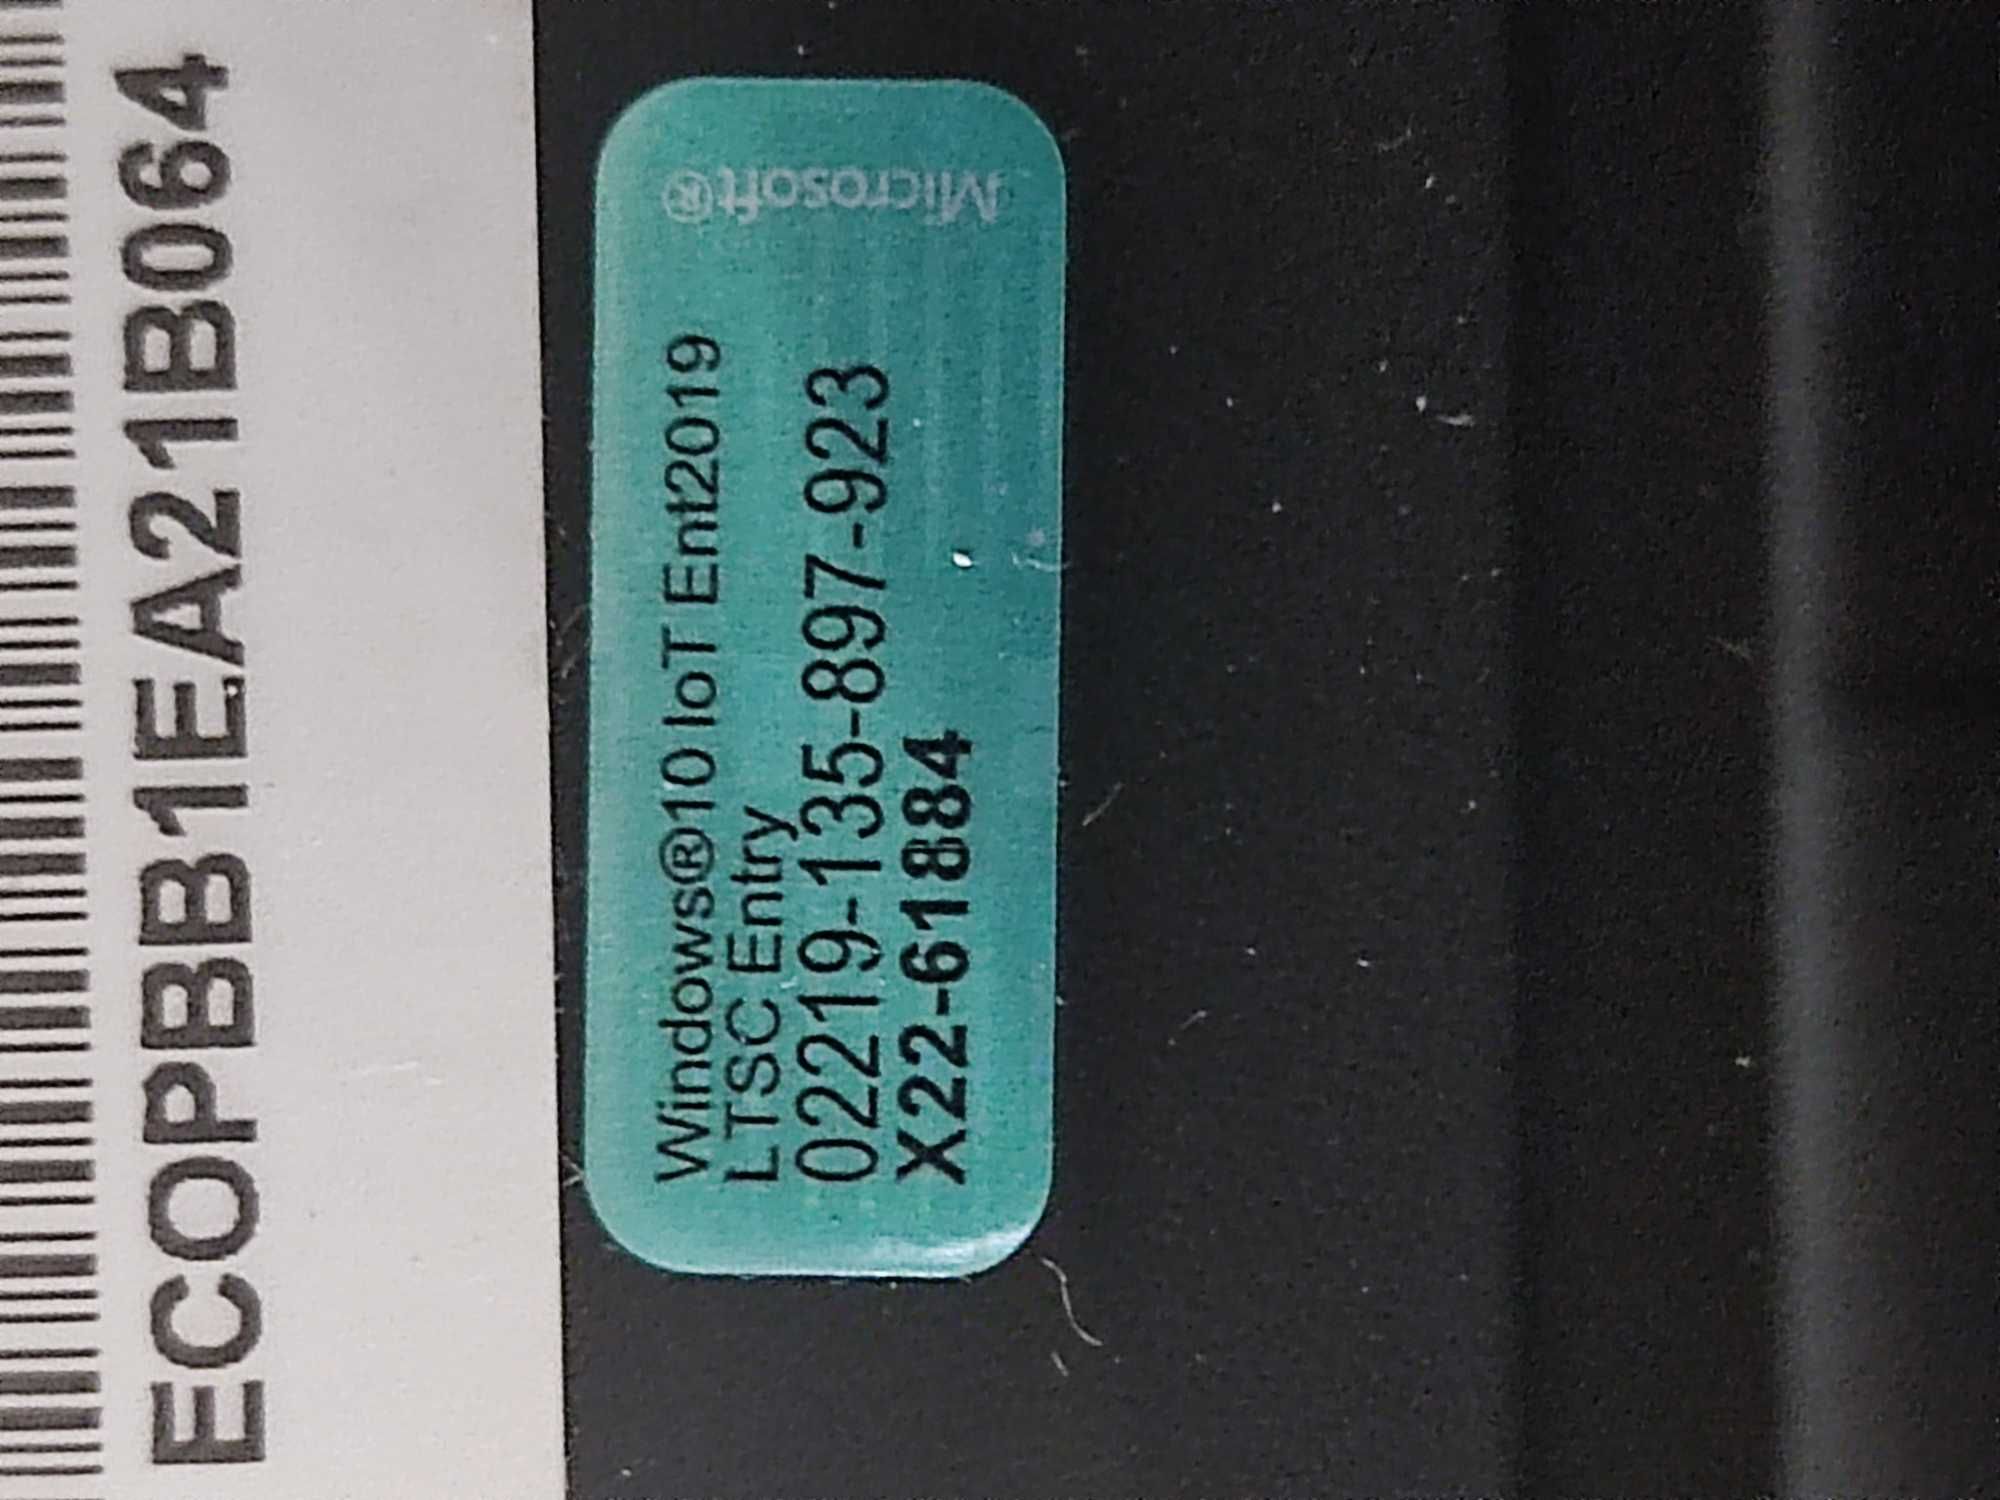 ECOPBB1EA21B064
Windows®10 IoT Ent2019
LTSC Entry
02219-135-897-923
X22-61884
Microsoft®